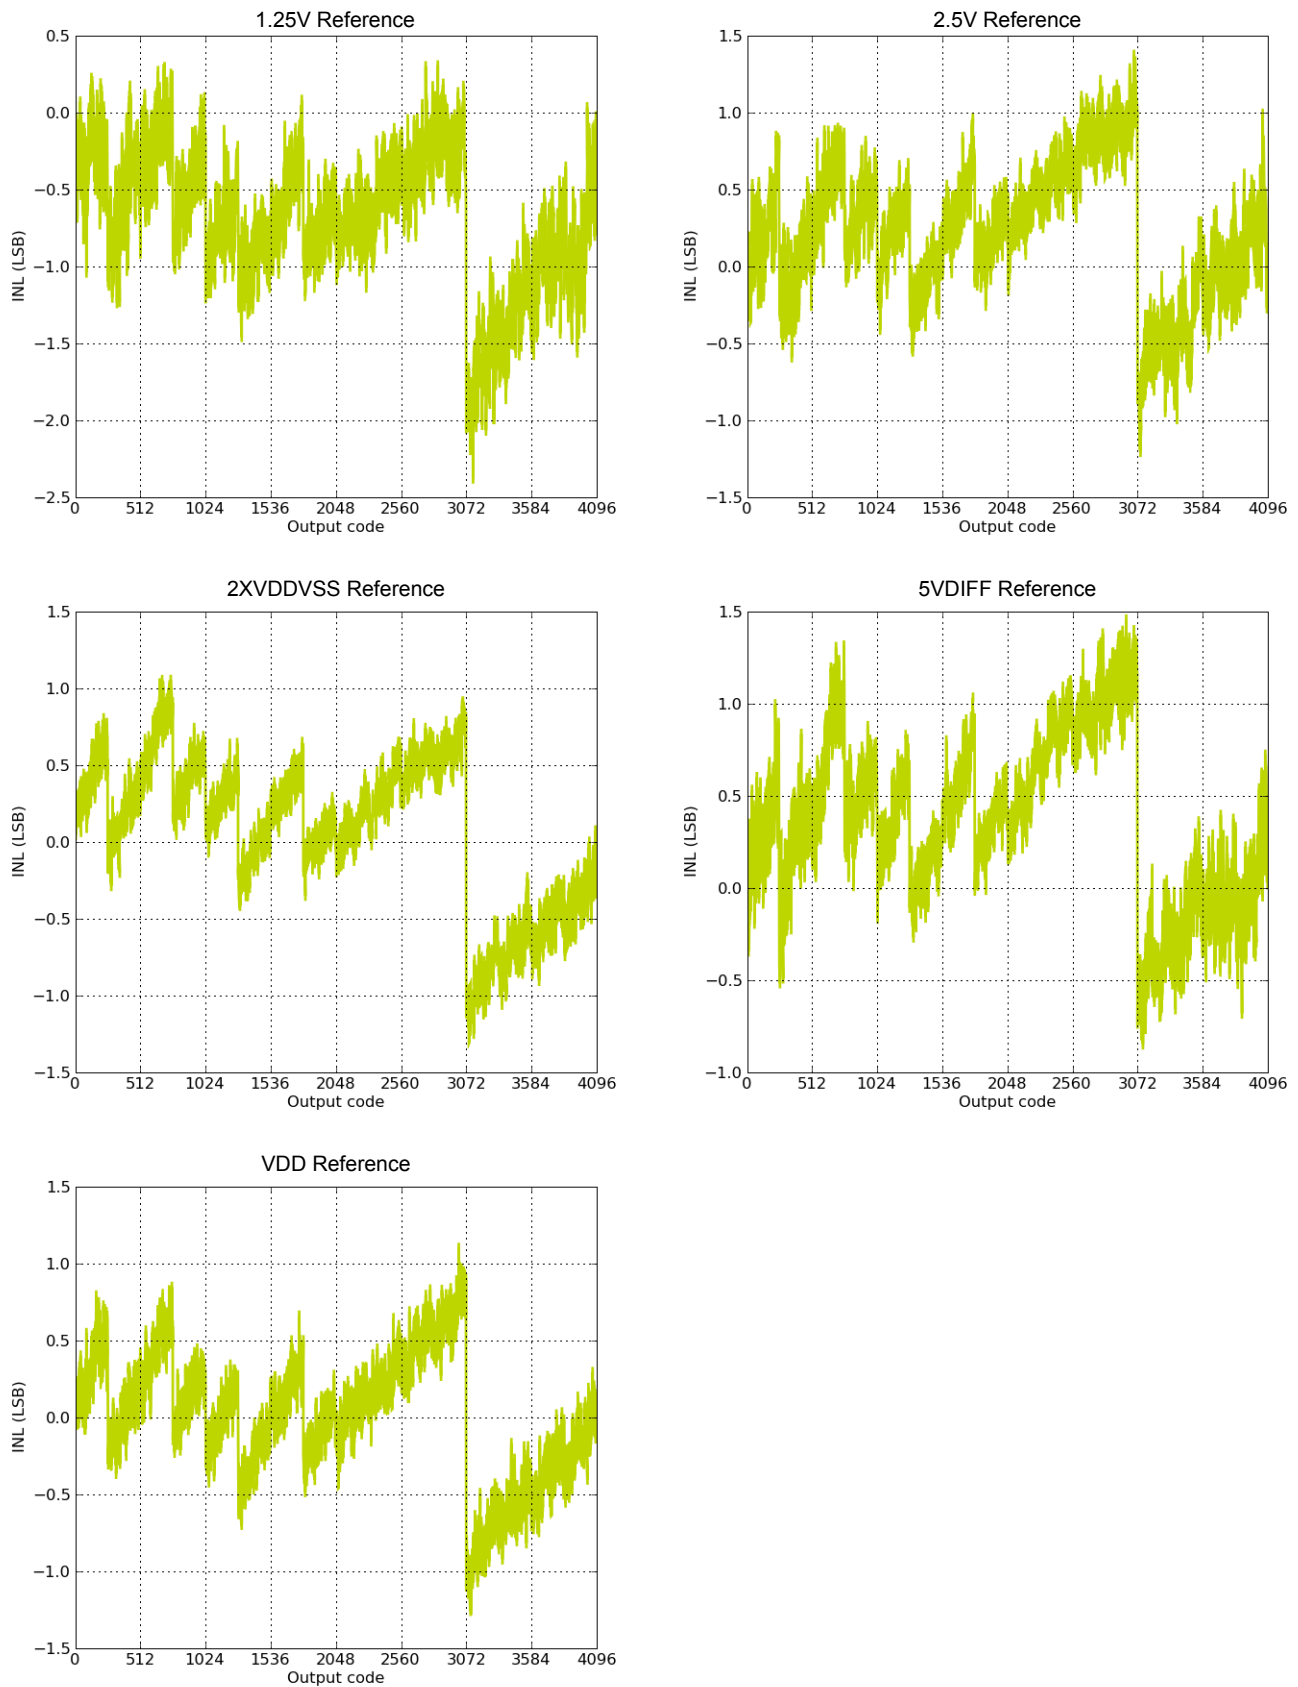 1.25V Reference
0.5
0.0
−0.5
−1.0
−1.5
−2.0
−2.5
INL (LSB)
0 512 1024 1536 2048 2560 3072 3584 4096
Output code
2.5V Reference
1.5
1.0
0.5
0.0
−0.5
−1.0
−1.5
INL (LSB)
0 512 1024 1536 2048 2560 3072 3584 4096
Output code
2XVDDVSS Reference
1.5
1.0
0.5
0.0
−0.5
−1.0
−1.5
INL (LSB)
0 512 1024 1536 2048 2560 3072 3584 4096
Output code
5VDIFF Reference
1.5
1.0
0.5
0.0
−0.5
−1.0
INL (LSB)
0 512 1024 1536 2048 2560 3072 3584 4096
Output code
VDD Reference
1.5
1.0
0.5
0.0
−0.5
−1.0
−1.5
INL (LSB)
0 512 1024 1536 2048 2560 3072 3584 4096
Output code